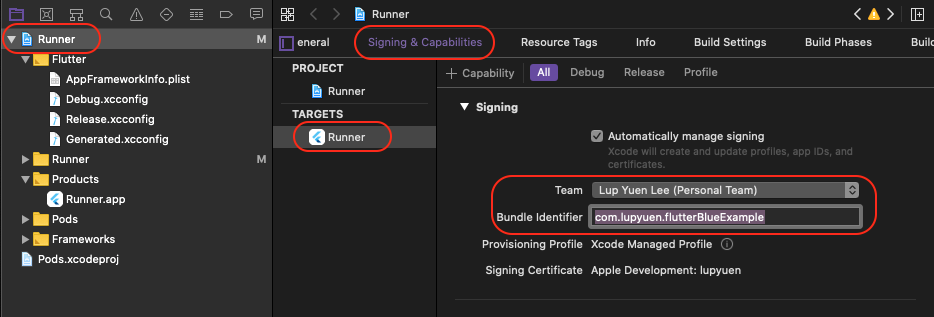 Runner
Runner M
Flutter
AppFrameworkInfo.plist
Debug.xcconfig
Release.xcconfig
Generated.xcconfig
Runner M
Products
Runner.app
Pods
Frameworks
Pods.xcodeproj
eneral Signing & Capabilities Resource Tags Info Build Settings Build Phases Build
PROJECT
Runner
TARGETS
Runner
+ Capability All Debug Release Profile
Signing
Automatically manage signing
Xcode will create and update profiles, app IDs, and
certificates.
Team Lup Yuen Lee (Personal Team)
Bundle Identifier com.lupyuen.flutterBlueExample
Provisioning Profile Xcode Managed Profile
Signing Certificate Apple Development: lupyuen